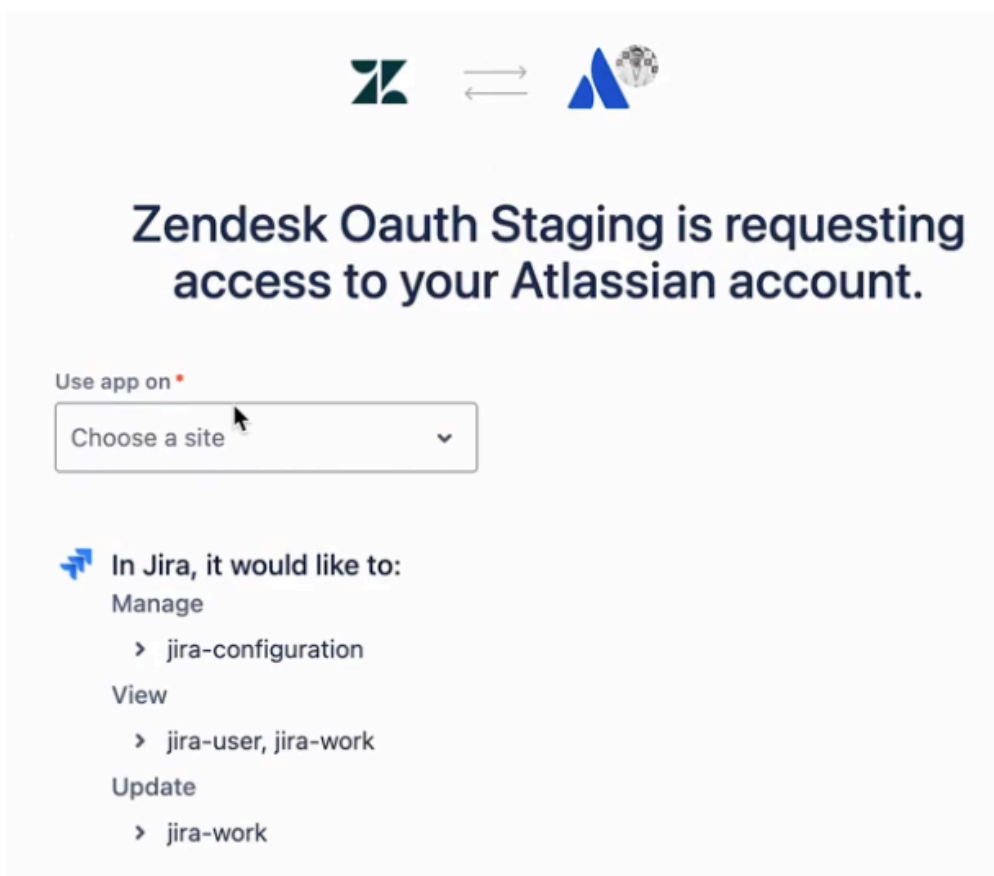 Zendesk Oauth Staging is requesting
access to your Atlassian account.
Use app on *
Choose a site
In Jira, it would like to:
Manage
jira-configuration
View
jira-user, jira-work
Update
jira-work